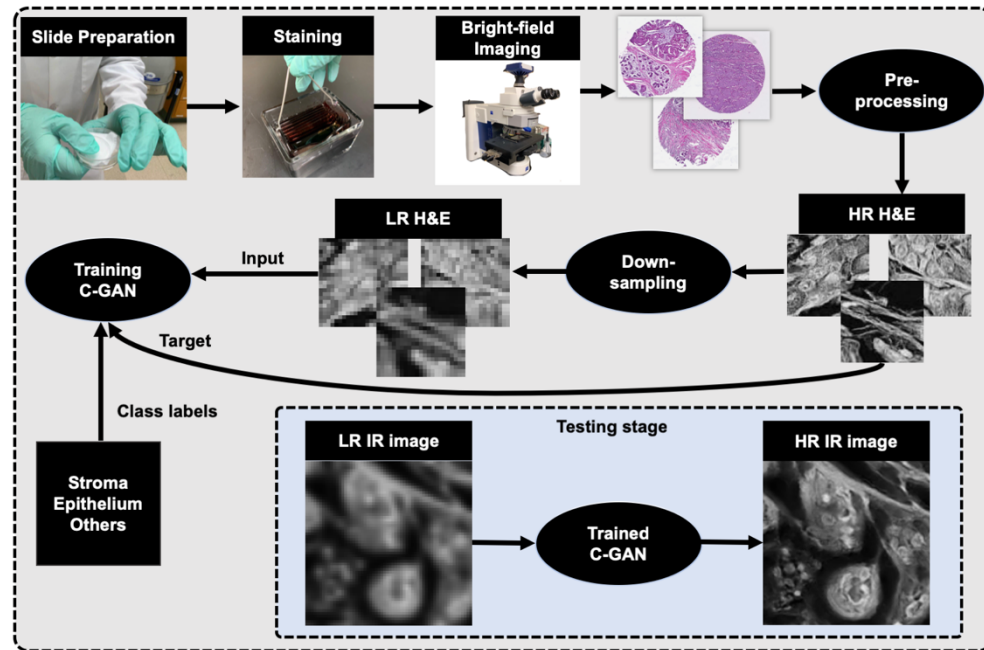 Slide Preparation
Staining
Bright-field
Imaging
Pre-
processing
HR H&E
Down-
sampling
LR H&E
Input
Training
C-GAN
Target
Class labels
Stroma
Epithelium
Others
Testing stage
LR IR image
Trained
C-GAN
HR IR image